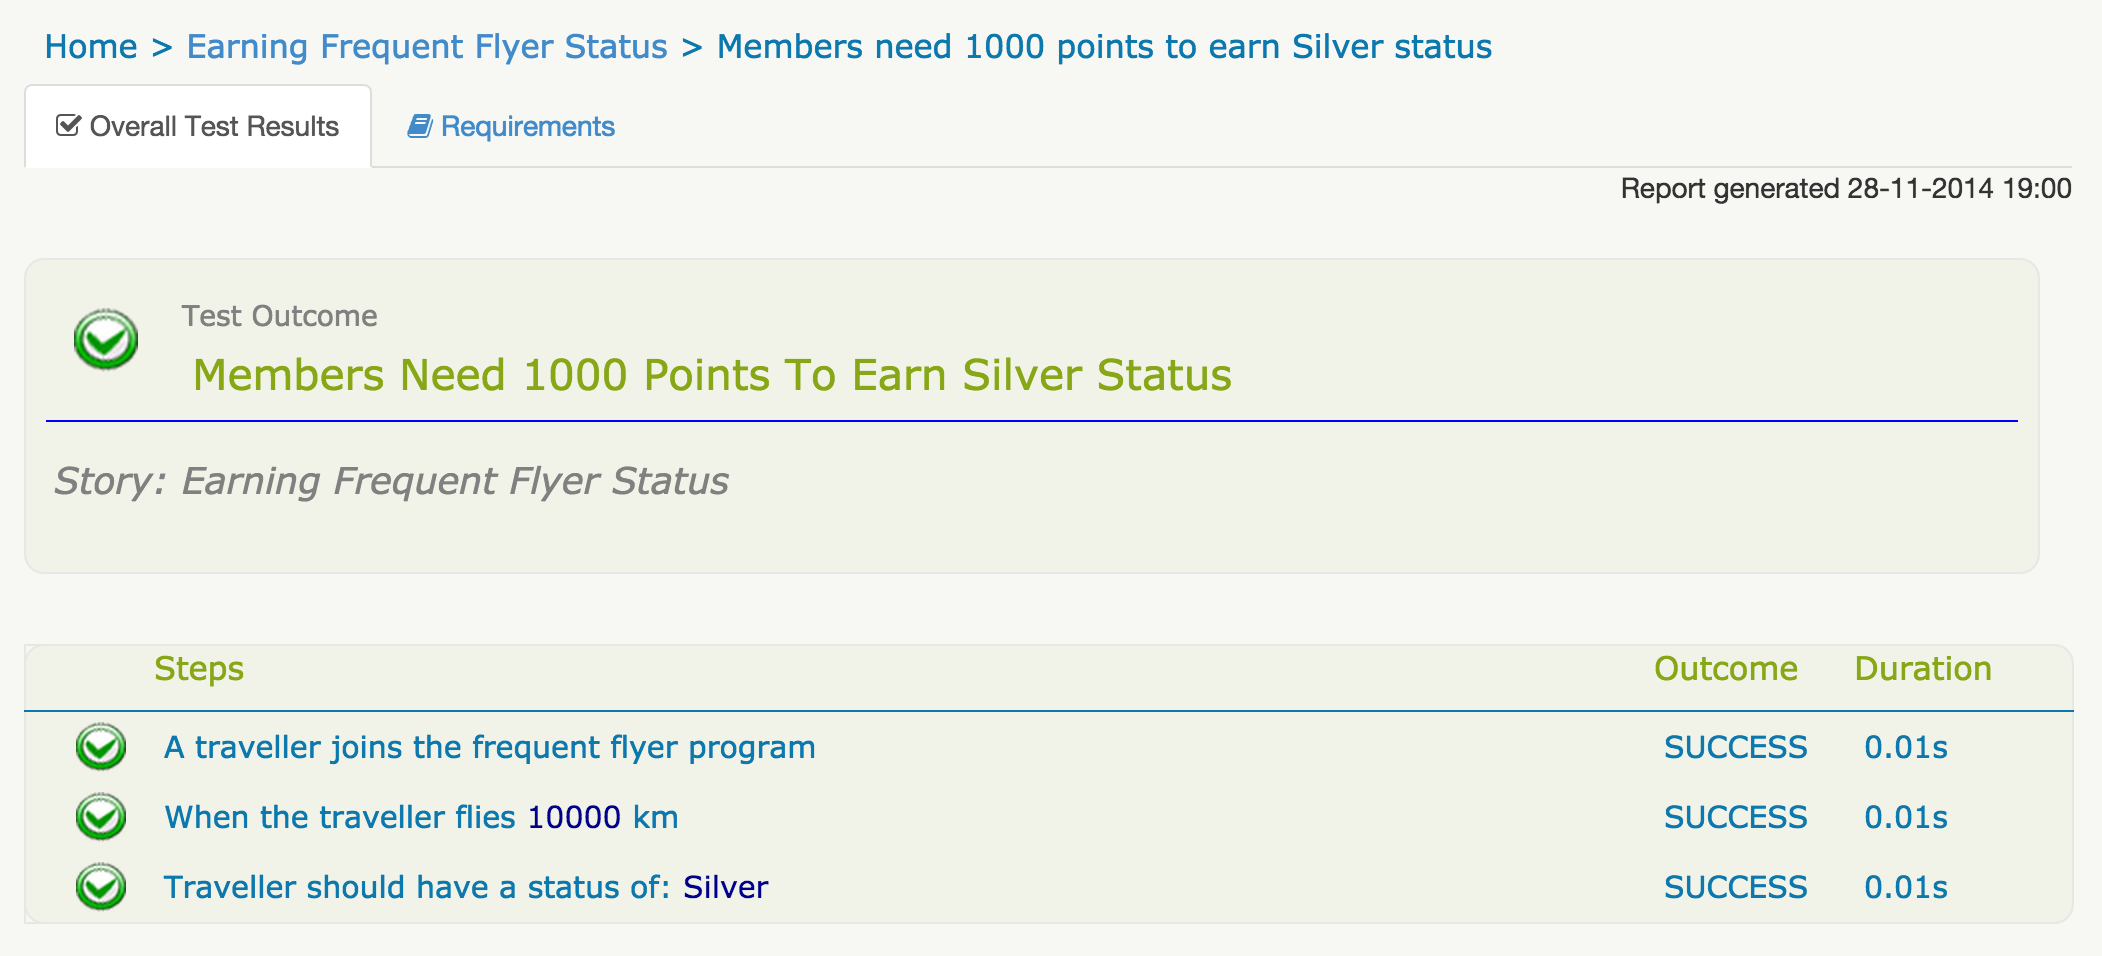 Home > Earning Frequent Flyer Status > Members need 1000 points to earn Silver status
Overall Test Results Requirements
Report generated 28-11-2014 19:00
Test Outcome
Members Need 1000 Points To Earn Silver Status
Story: Earning Frequent Flyer Status
Steps Outcome Duration
A traveller joins the frequent flyer program SUCCESS 0.01s
When the traveller flies 10000 km SUCCESS 0.01s
Traveller should have a status of: Silver SUCCESS 0.01s